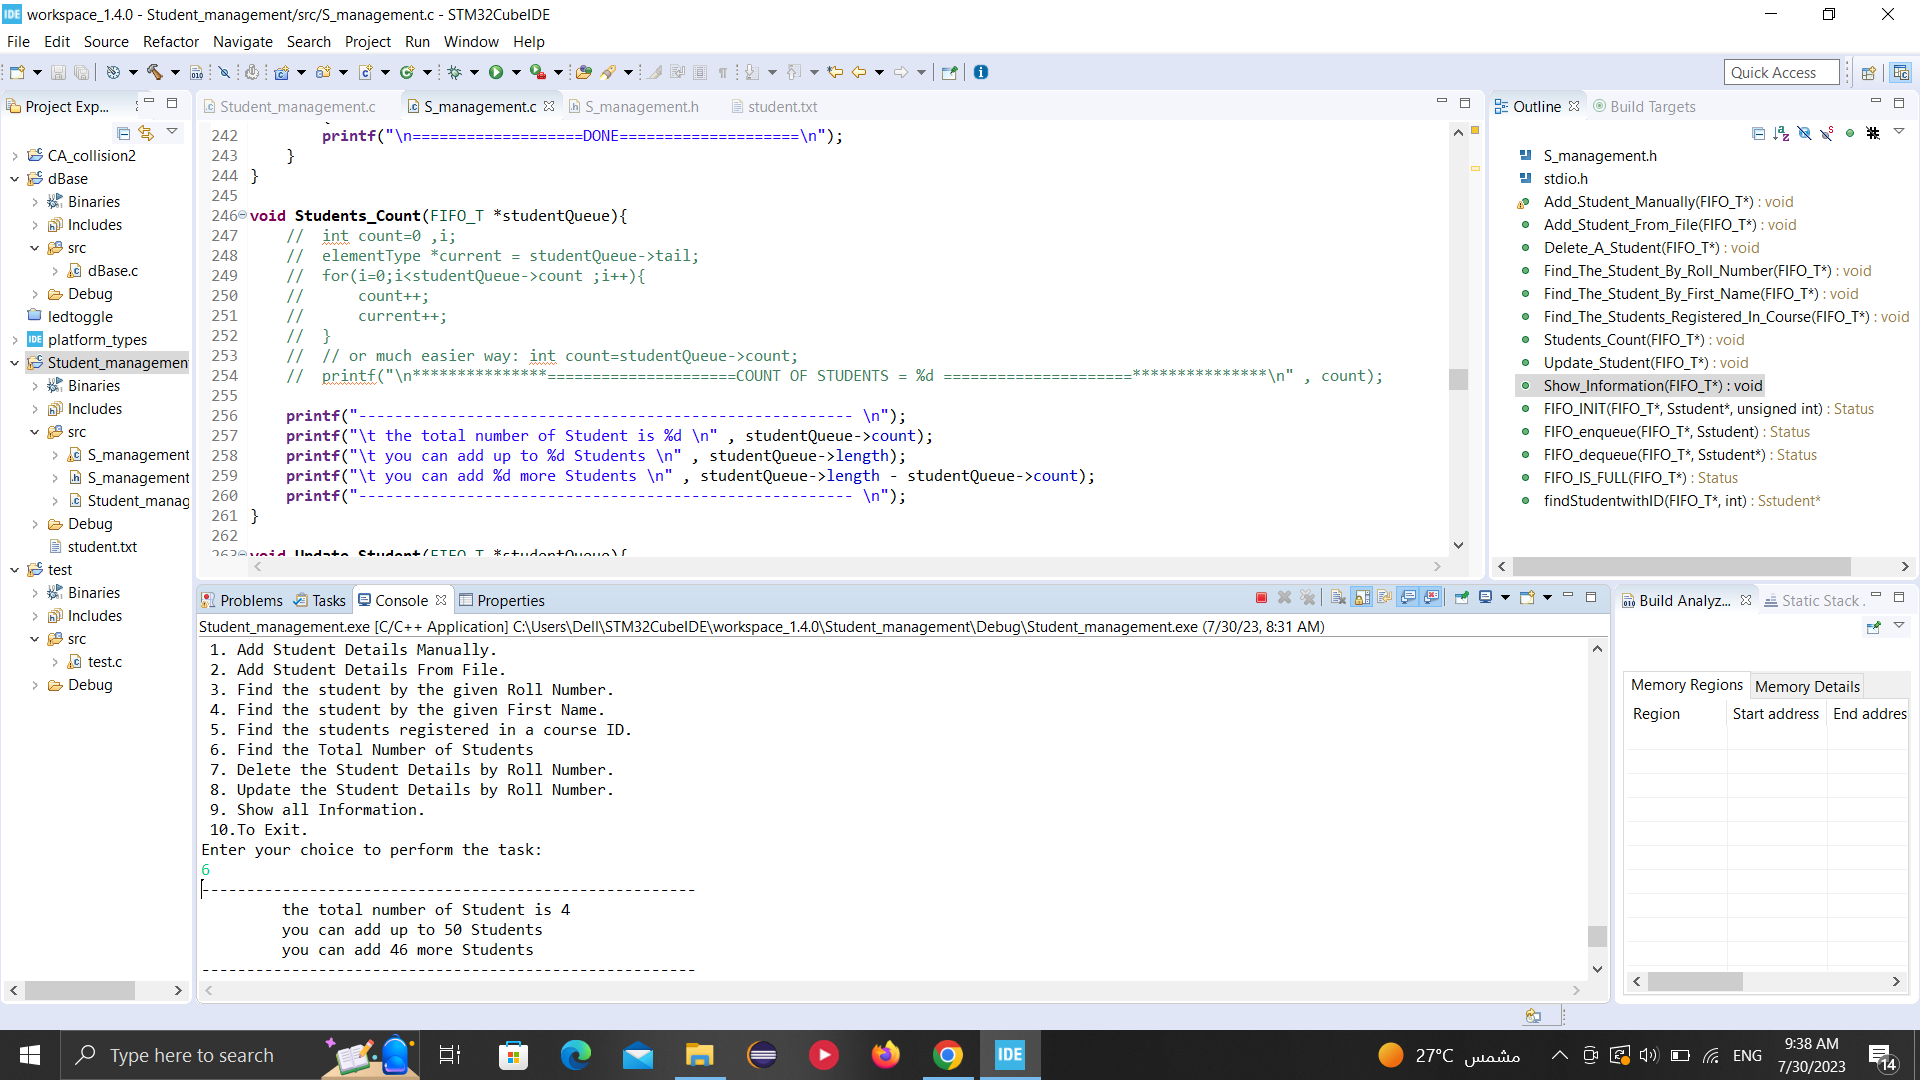 workspace_1.4.0 - Student_management/src/S_management.c - STM32CubeIDE
File Edit Source Refactor Navigate Search Project Run Window Help
Quick Access
Project Exp...
CA_collision2
dBase
Binaries
Includes
src
dBase.c
Debug
ledtoggle
platform_types
Student_managemen
Binaries
Includes
src
S_management
S_management
Student_manag
Debug
student.txt
test
Binaries
Includes
src
test.c
Debug
Student_management.c S_management.c S_management.h student.txt
242 printf("\n===================DONE====================\n");
243 }
244 }
245
246 void Students_Count(FIFO_T *studentQueue){
247 // int count=0 ,i;
248 // elementType *current = studentQueue->tail;
249 // for(i=0;i<studentQueue->count ;i++){
250 // count++;
251 // current++;
252 // }
253 // // or much easier way: int count=studentQueue->count;
254 // printf("\n***************=====================COUNT OF STUDENTS = %d =====================***************\n" , count);
255
256 printf("------------------------------------------------------- \n");
257 printf("\t the total number of Student is %d \n" , studentQueue->count);
258 printf("\t you can add up to %d Students \n" , studentQueue->length);
259 printf("\t you can add %d more Students \n" , studentQueue->length - studentQueue->count);
260 printf("------------------------------------------------------- \n");
261 }
262
263 void Update_Student(FIFO_T *studentQueue){
Outline Build Targets
S_management.h
stdio.h
Add_Student_Manually(FIFO_T*) : void
Add_Student_From_File(FIFO_T*) : void
Delete_A_Student(FIFO_T*) : void
Find_The_Student_By_Roll_Number(FIFO_T*) : void
Find_The_Student_By_First_Name(FIFO_T*) : void
Find_The_Students_Registered_In_Course(FIFO_T*) : void
Students_Count(FIFO_T*) : void
Update_Student(FIFO_T*) : void
Show_Information(FIFO_T*) : void
FIFO_INIT(FIFO_T*, Sstudent*, unsigned int) : Status
FIFO_enqueue(FIFO_T*, Sstudent) : Status
FIFO_dequeue(FIFO_T*, Sstudent*) : Status
FIFO_IS_FULL(FIFO_T*) : Status
findStudentwithID(FIFO_T*, int) : Sstudent*
Problems Tasks Console Properties
Student_management.exe [C/C++ Application] C:\Users\Dell\STM32CubeIDE\workspace_1.4.0\Student_management\Debug\Student_management.exe (7/30/23, 8:31 AM)
1. Add Student Details Manually.
2. Add Student Details From File.
3. Find the student by the given Roll Number.
4. Find the student by the given First Name.
5. Find the students registered in a course ID.
6. Find the Total Number of Students
7. Delete the Student Details by Roll Number.
8. Update the Student Details by Roll Number.
9. Show all Information.
10.To Exit.
Enter your choice to perform the task:
6
-------------------------------------------------------
the total number of Student is 4
you can add up to 50 Students
you can add 46 more Students
-------------------------------------------------------
Build Analyz... Static Stack .
Memory Regions Memory Details
Region Start address End addres
Type here to search
IDE
27°C مشمس
ENG
9:38 AM
7/30/2023
14